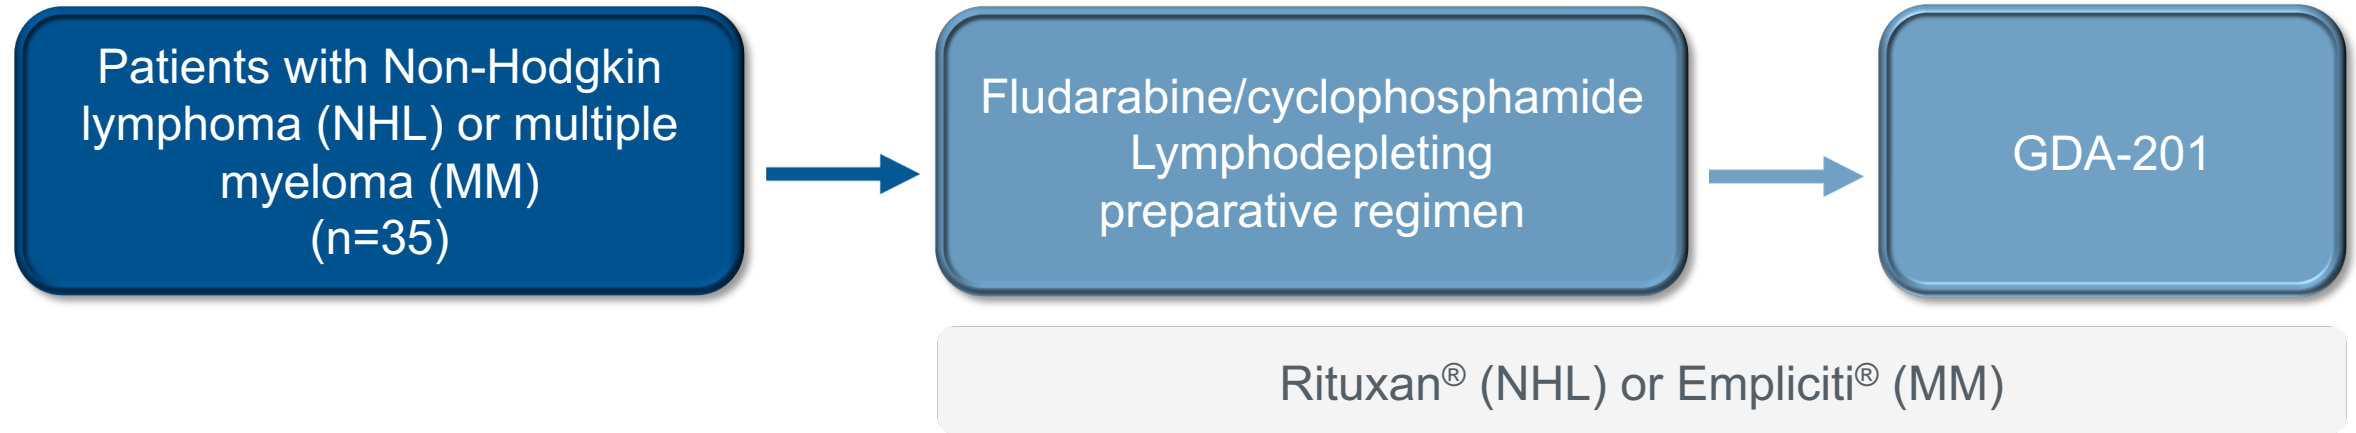 Patients with Non-Hodgkin
lymphoma (NHL) or multiple
myeloma (MM)
(n=35)
Fludarabine/cyclophosphamide
Lymphodepleting
preparative regimen
GDA-201
Rituxan® (NHL) or Empliciti® (MM)